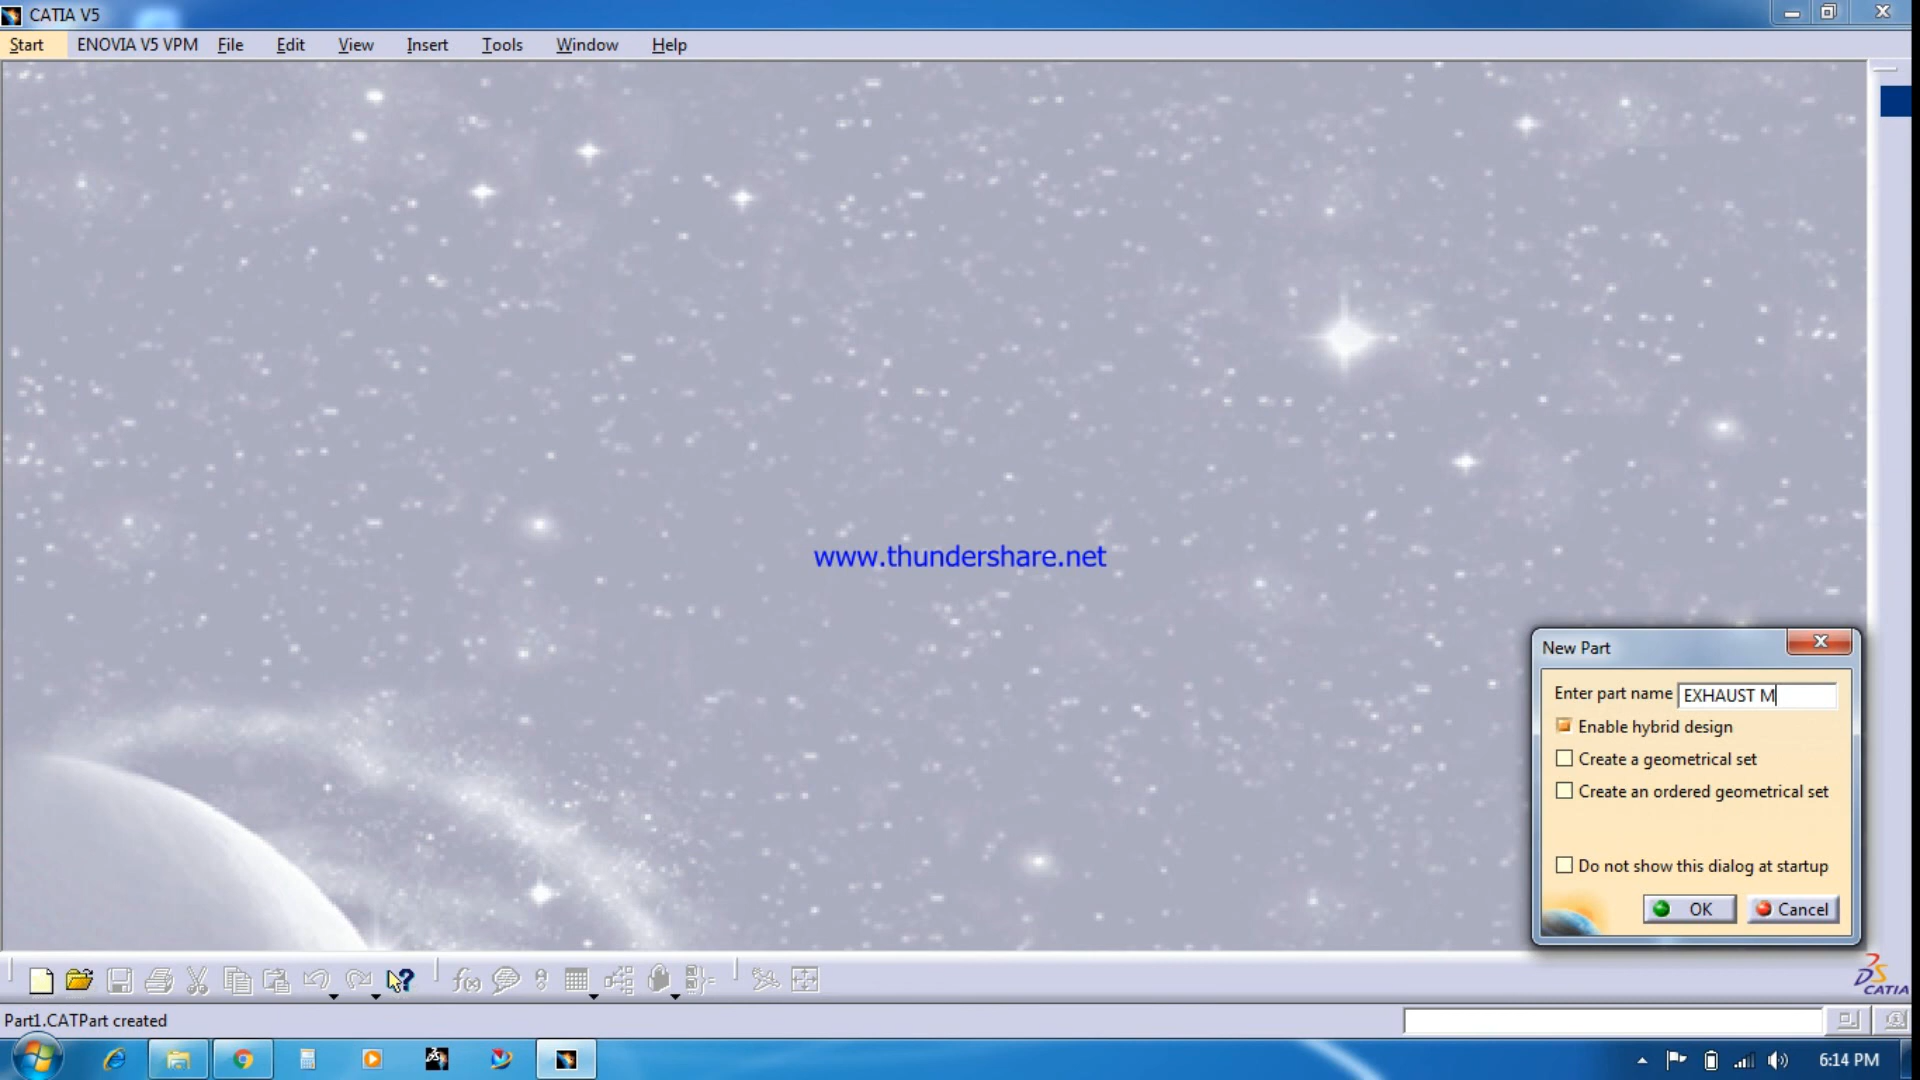 CATIA V5
Start ENOVIA V5 VPM File Edit View Insert Tools Window Help
www.thundershare.net
New Part
Enter part name EXHAUST M
Enable hybrid design
Create a geometrical set
Create an ordered geometrical set
Do not show this dialog at startup
OK Cancel
CATIA
Part1.CATPart created
6:14 PM